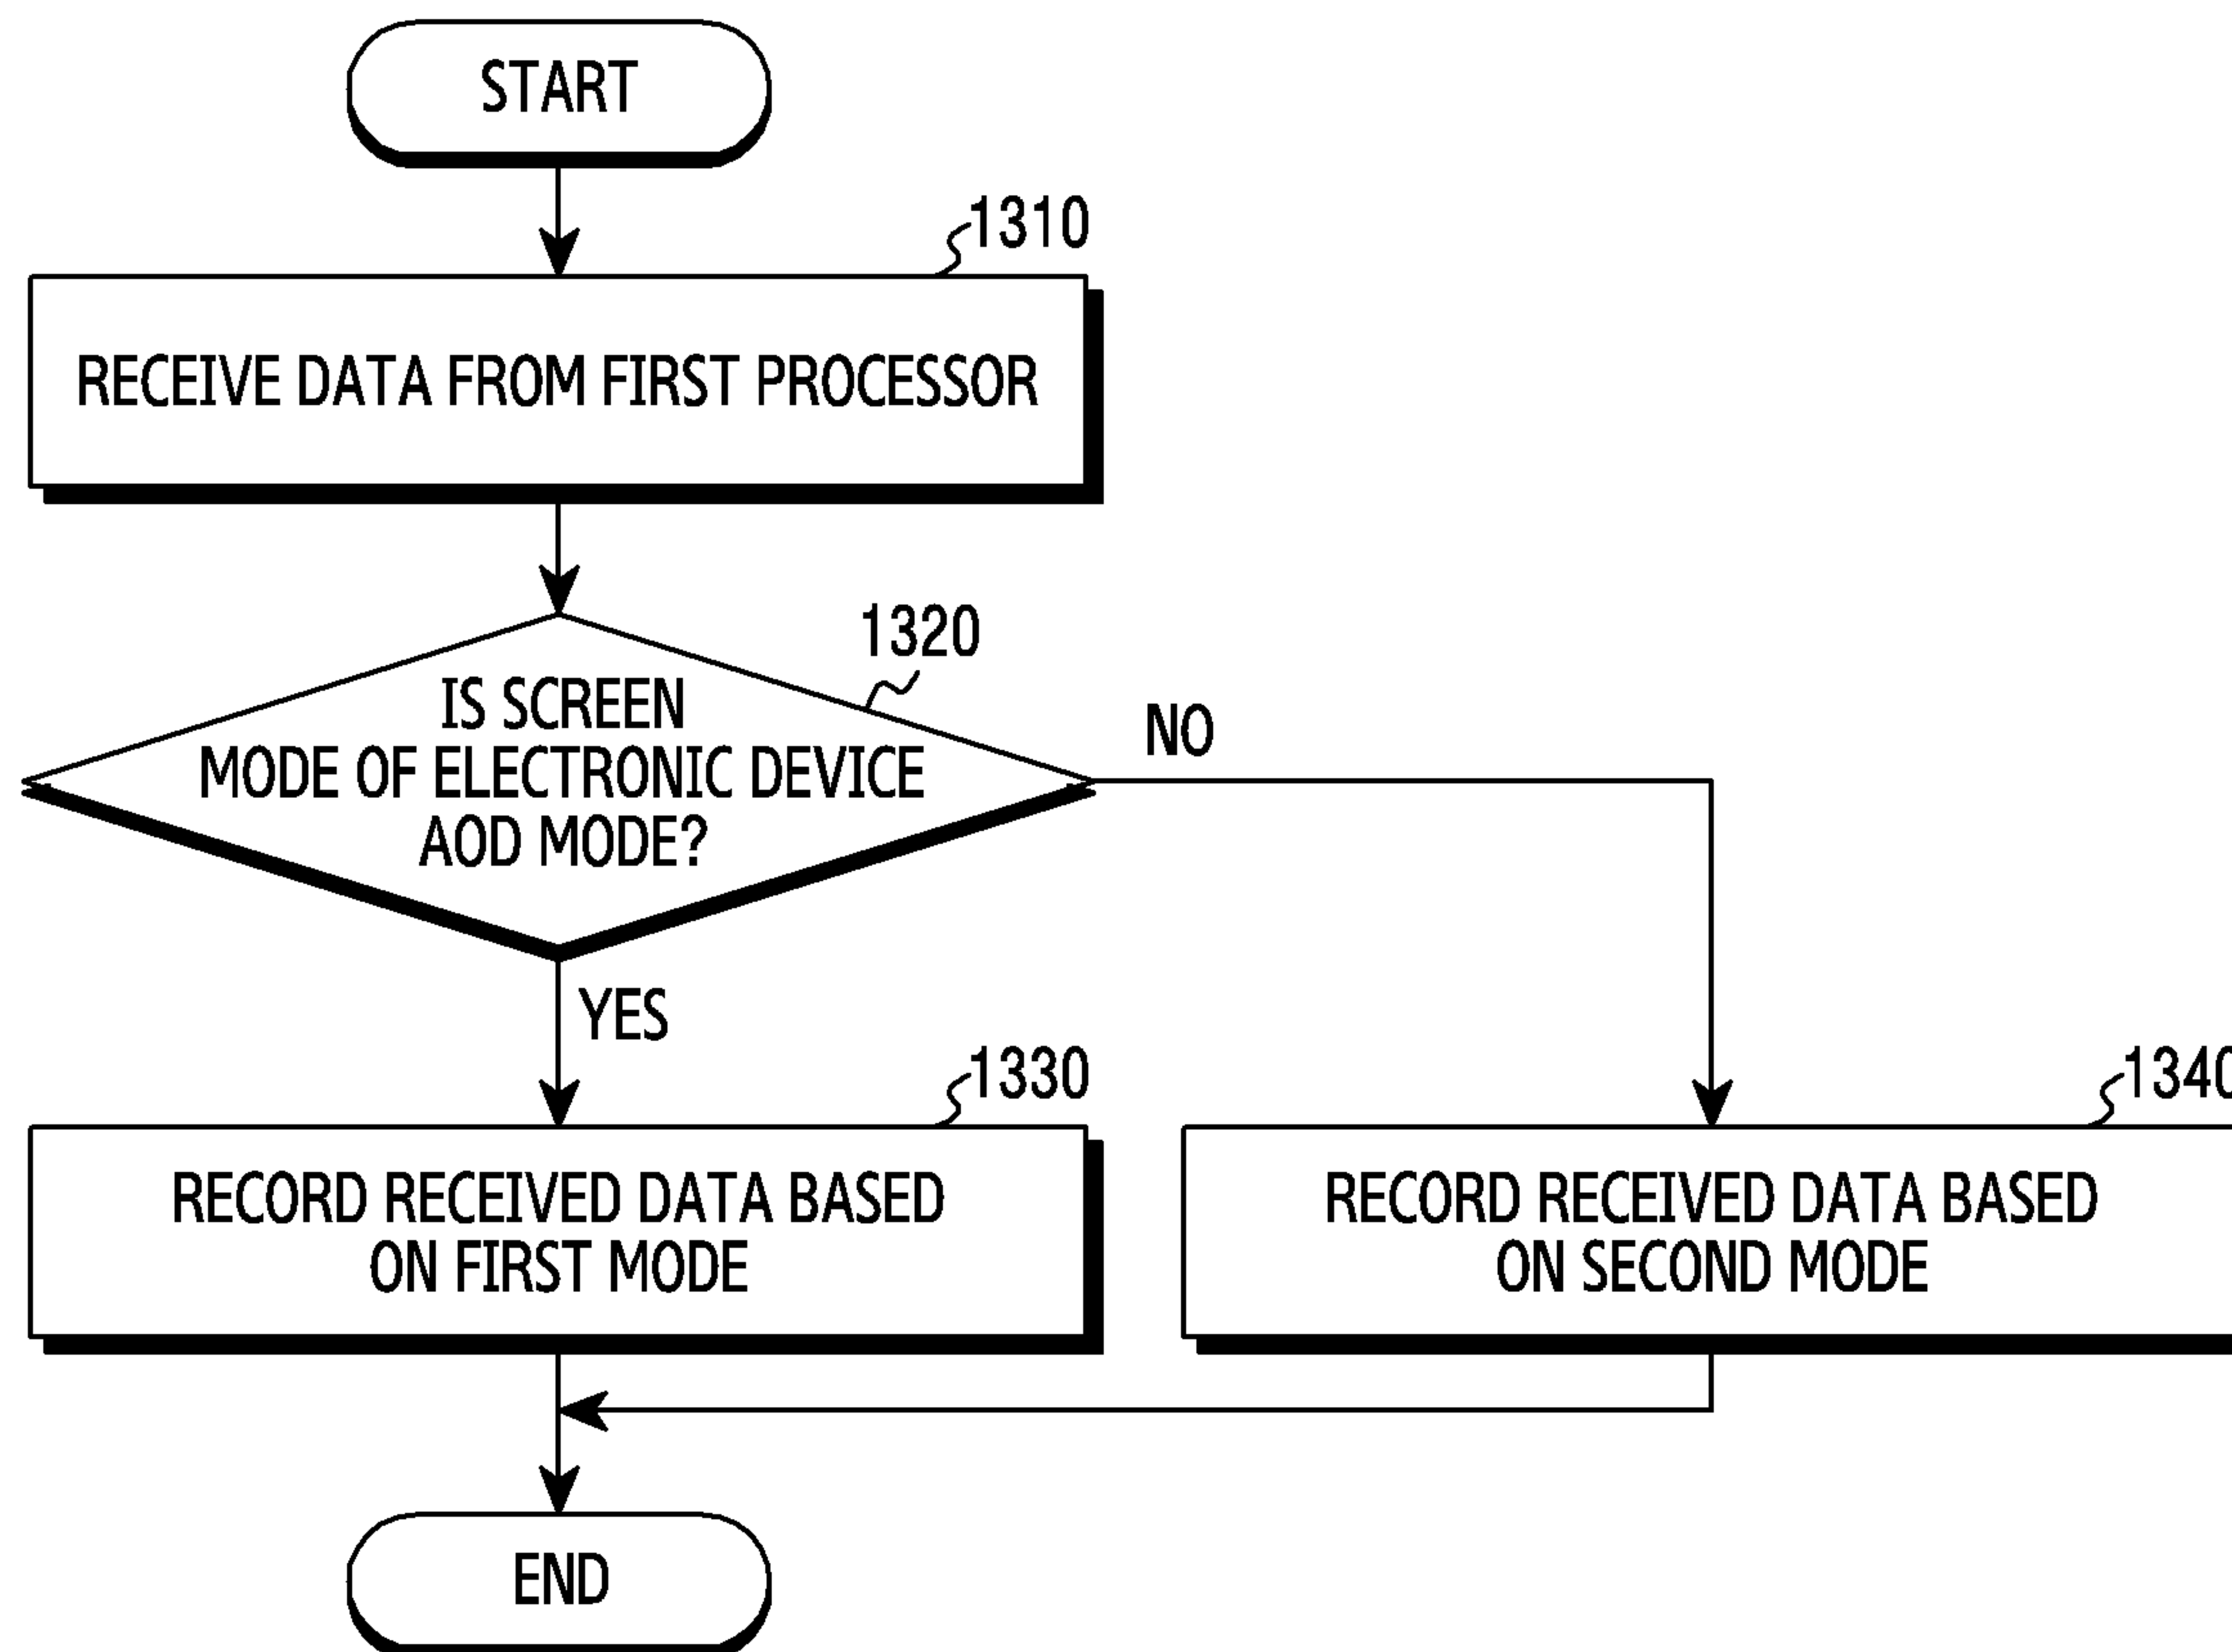 START
1310
RECEIVE DATA FROM FIRST PROCESSOR
1320
IS SCREEN
MODE OF ELECTRONIC DEVICE
AOD MODE?
NO
YES
1330
RECORD RECEIVED DATA BASED
ON FIRST MODE
1340
RECORD RECEIVED DATA BASED
ON SECOND MODE
END